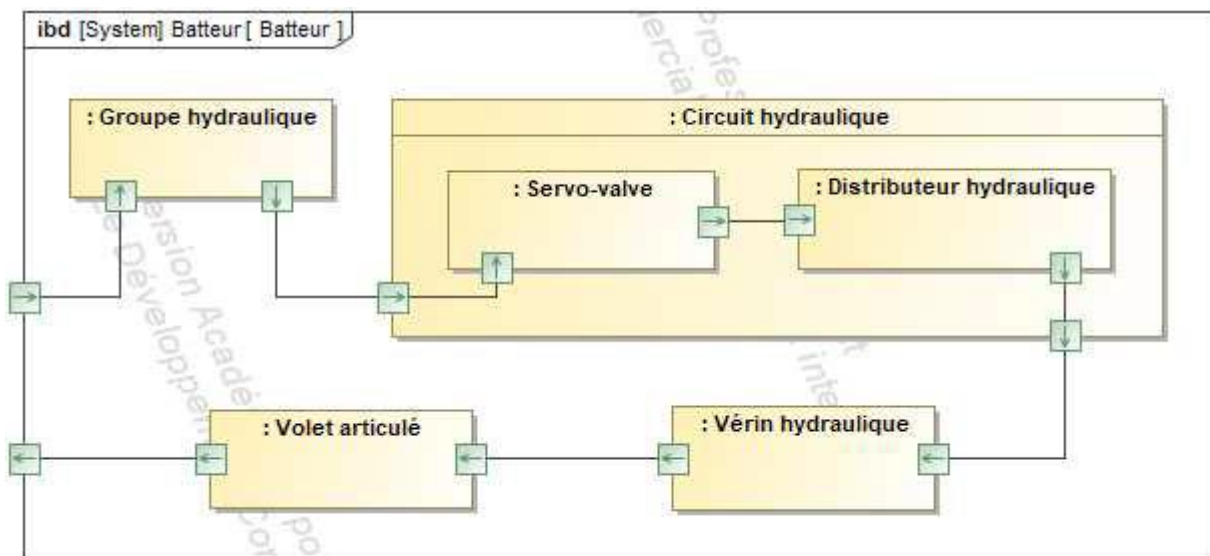 ibd [System] Batteur [ Batteur ]
: Groupe hydraulique
: Circuit hydraulique
: Servo-valve
: Distributeur hydraulique
: Volet articulé
: Vérin hydraulique